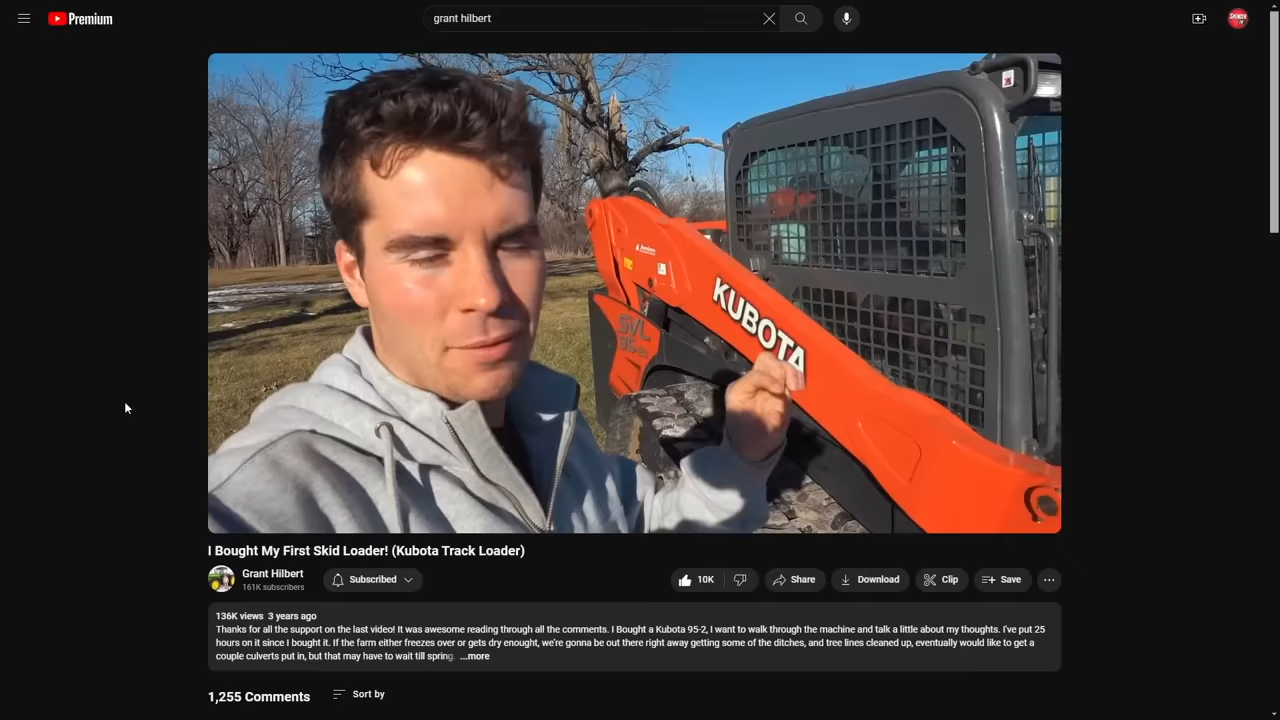 Premium
grant hilbert
SPENCER
TV
KUBOTA
SVL
I Bought My First Skid Loader! (Kubota Track Loader)
Grant Hilbert
161K subscribers
Subscribed
10K
Share
Download
Clip
Save
136K views 3 years ago
Thanks for all the support on the last video! It was awesome reading through all the comments. I Bought a Kubota 95-2, I want to walk through the machine and talk a little about my thoughts. I've put 25
hours on it since I bought it. If the farm either freezes over or gets dry enought, we're gonna be out there right away getting some of the ditches, and tree lines cleaned up, eventually would like to get a
couple culverts put in, but that may have to wait till spring. ...more
1,255 Comments
Sort by